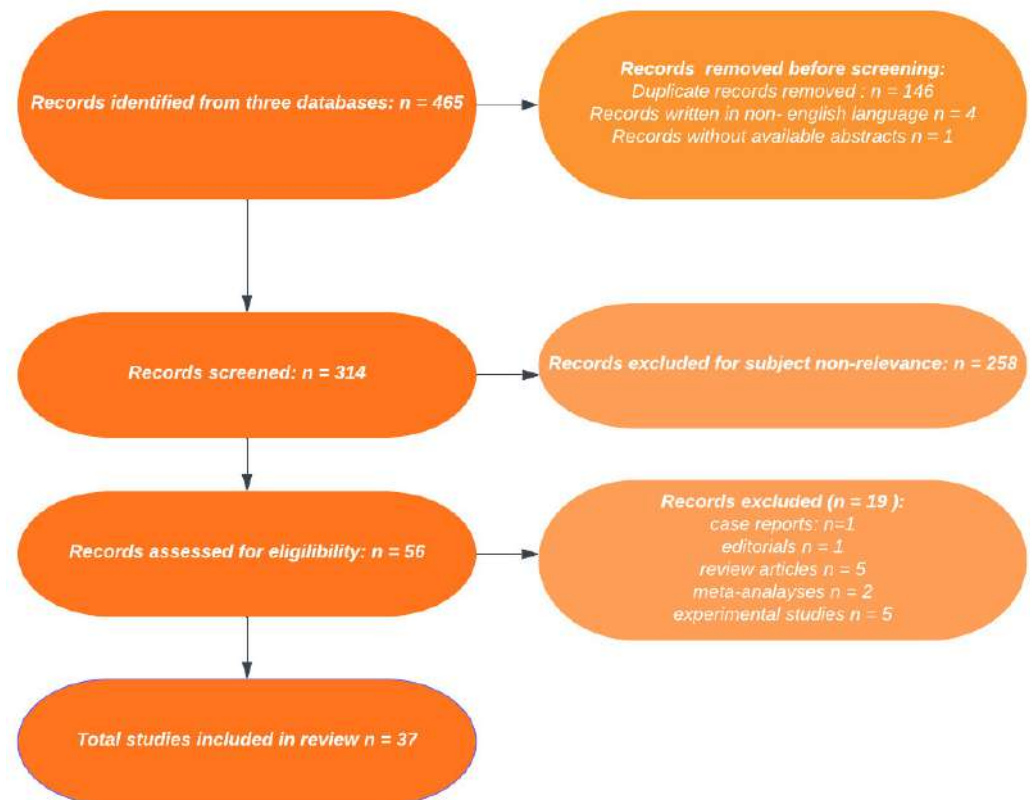 Records identified from three databases: n = 465
Records removed before screening:
Duplicate records removed : n = 146
Records written in non- english language n = 4
Records without available abstracts n = 1
Records screened: n = 314
Records excluded for subject non-relevance: n = 258
Records assessed for eligilibility: n = 56
Records excluded (n = 19 ):
case reports: n=1
editorials n = 1
review articles n = 5
meta-analayses n = 2
experimental studies n = 5
Total studies included in review n = 37